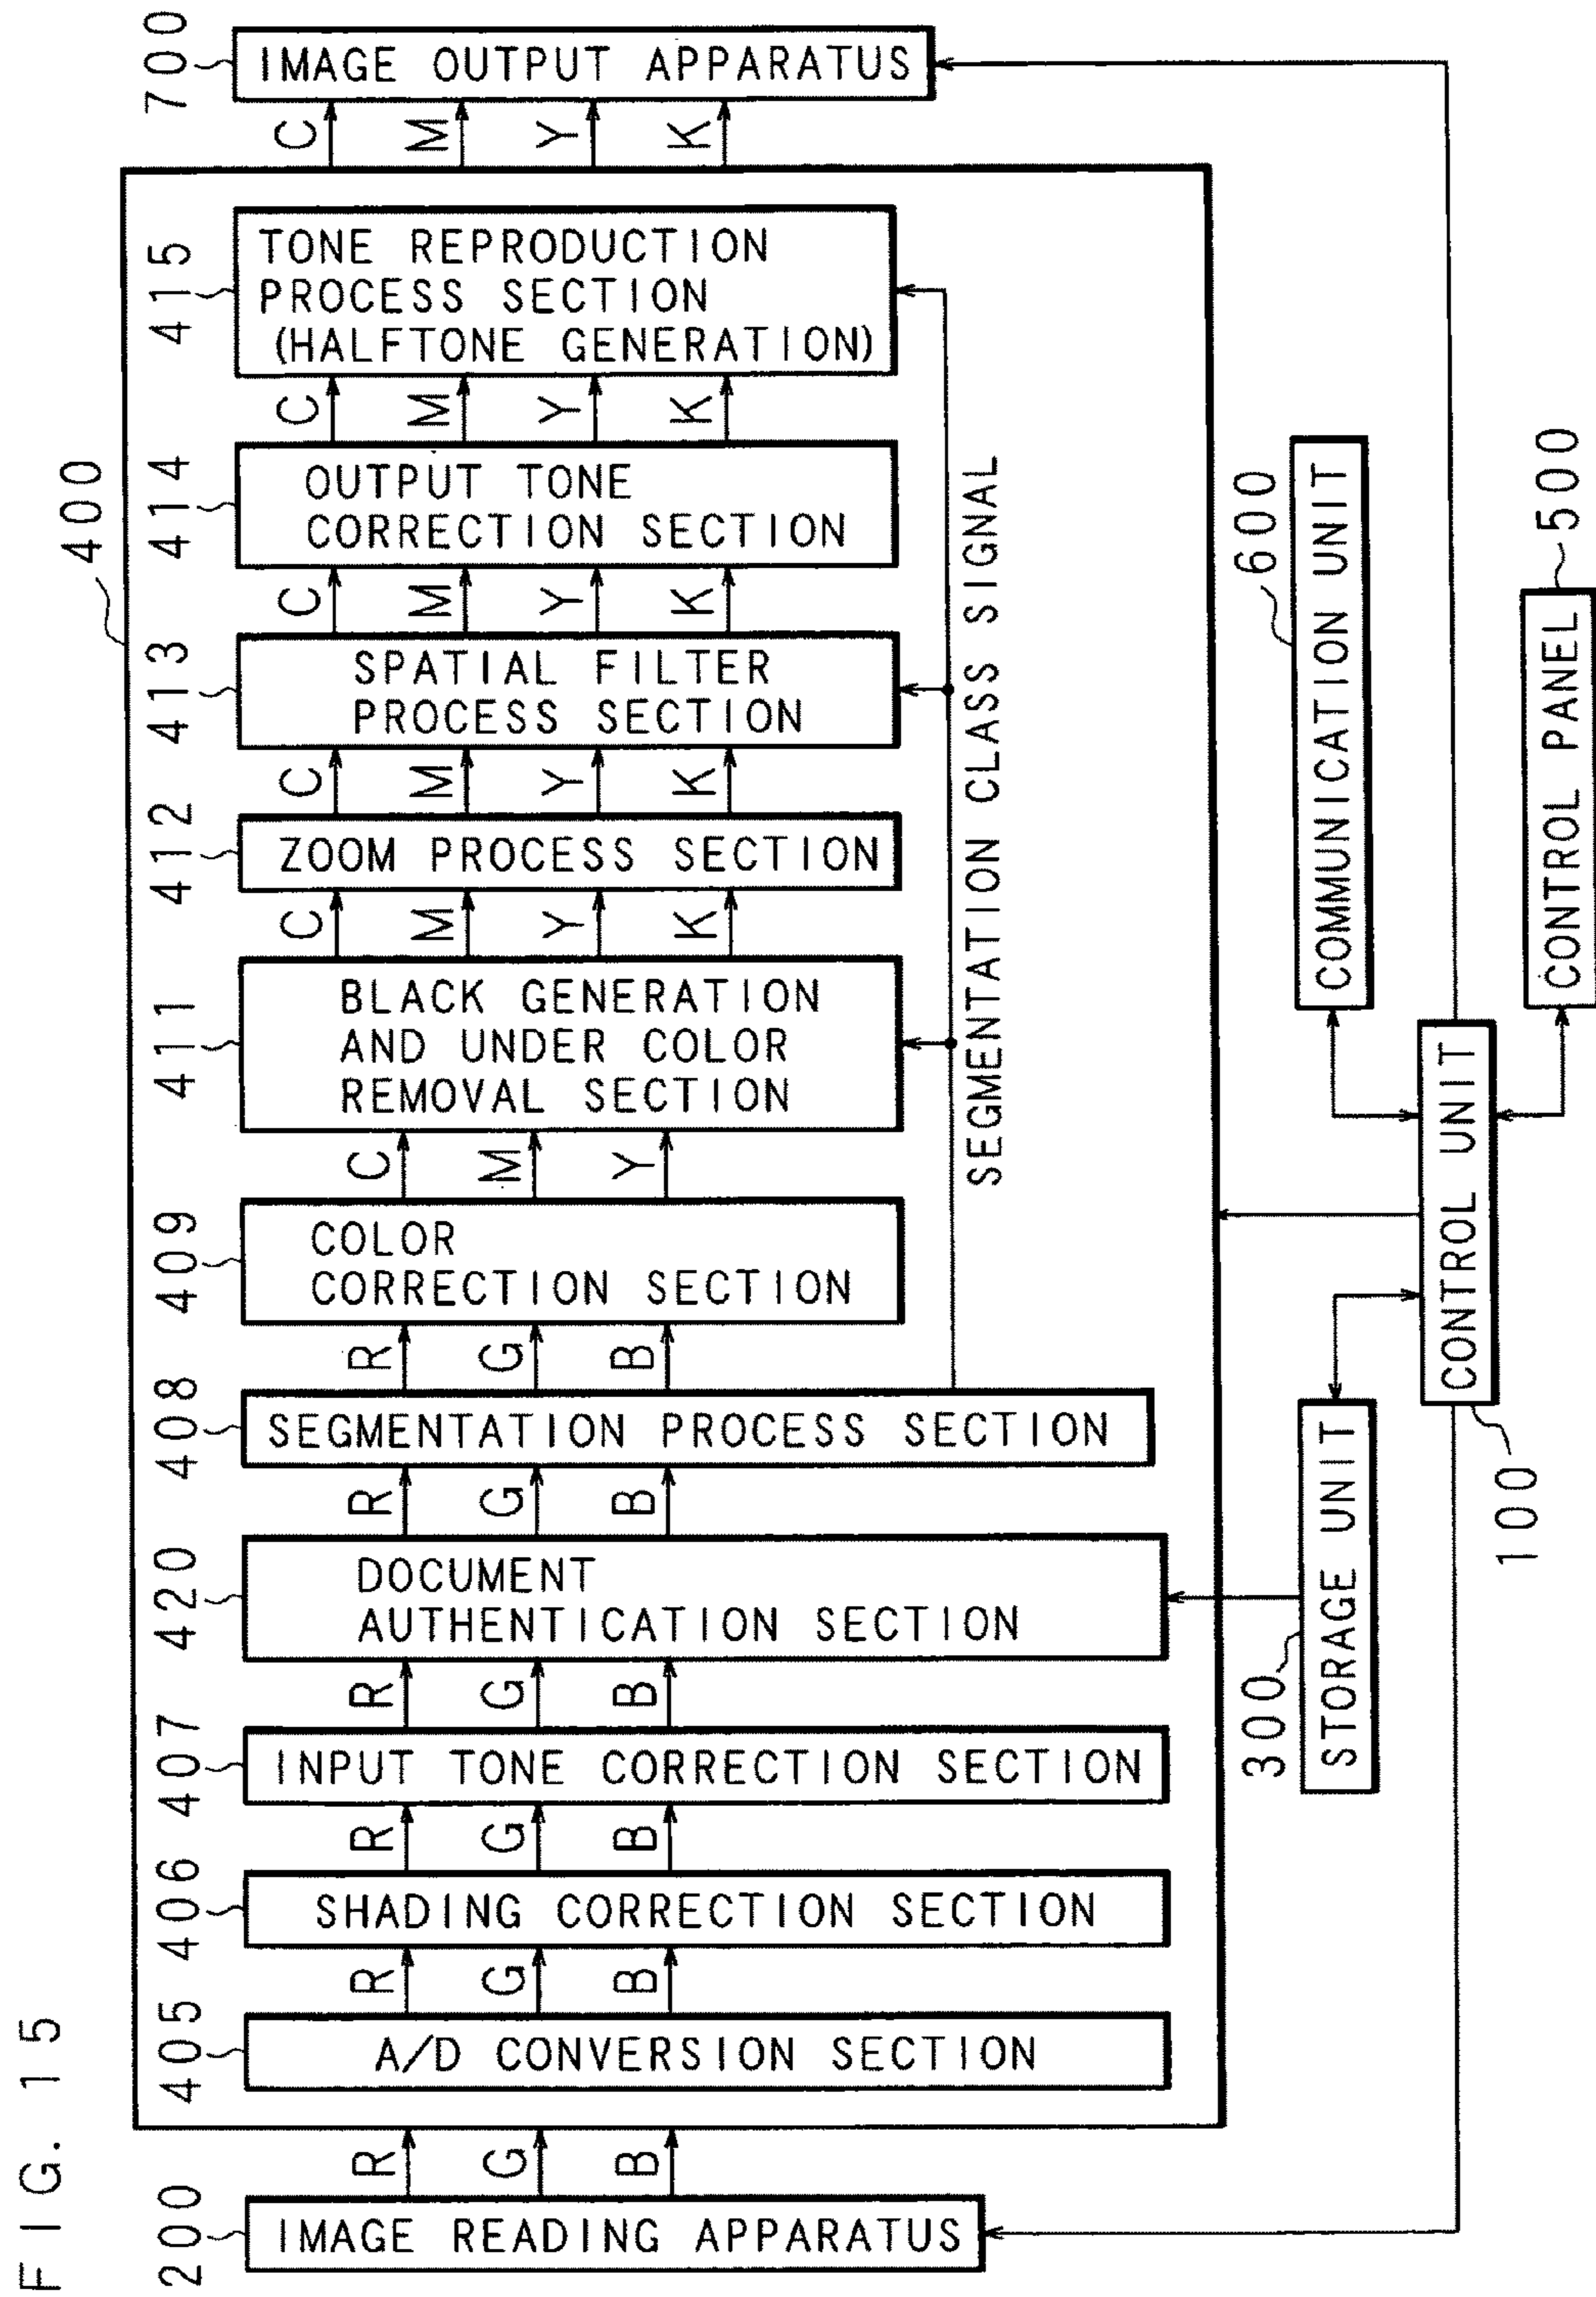 FIG. 15
200
IMAGE READING APPARATUS
R
G
B
400
405
A/D CONVERSION SECTION
R
G
B
406
SHADING CORRECTION SECTION
R
G
B
407
INPUT TONE CORRECTION SECTION
R
G
B
420
DOCUMENT
AUTHENTICATION SECTION
R
G
B
408
SEGMENTATION PROCESS SECTION
R
G
B
409
COLOR
CORRECTION SECTION
C
M
Y
411
BLACK GENERATION
AND UNDER COLOR
REMOVAL SECTION
C
M
Y
K
412
ZOOM PROCESS SECTION
C
M
Y
K
413
SPATIAL FILTER
PROCESS SECTION
C
M
Y
K
414
OUTPUT TONE
CORRECTION SECTION
C
M
Y
K
415
TONE REPRODUCTION
PROCESS SECTION
(HALFTONE GENERATION)
C
M
Y
K
700
IMAGE OUTPUT APPARATUS
SEGMENTATION CLASS SIGNAL
300
STORAGE UNIT
600
COMMUNICATION UNIT
100
CONTROL UNIT
CONTROL PANEL
500